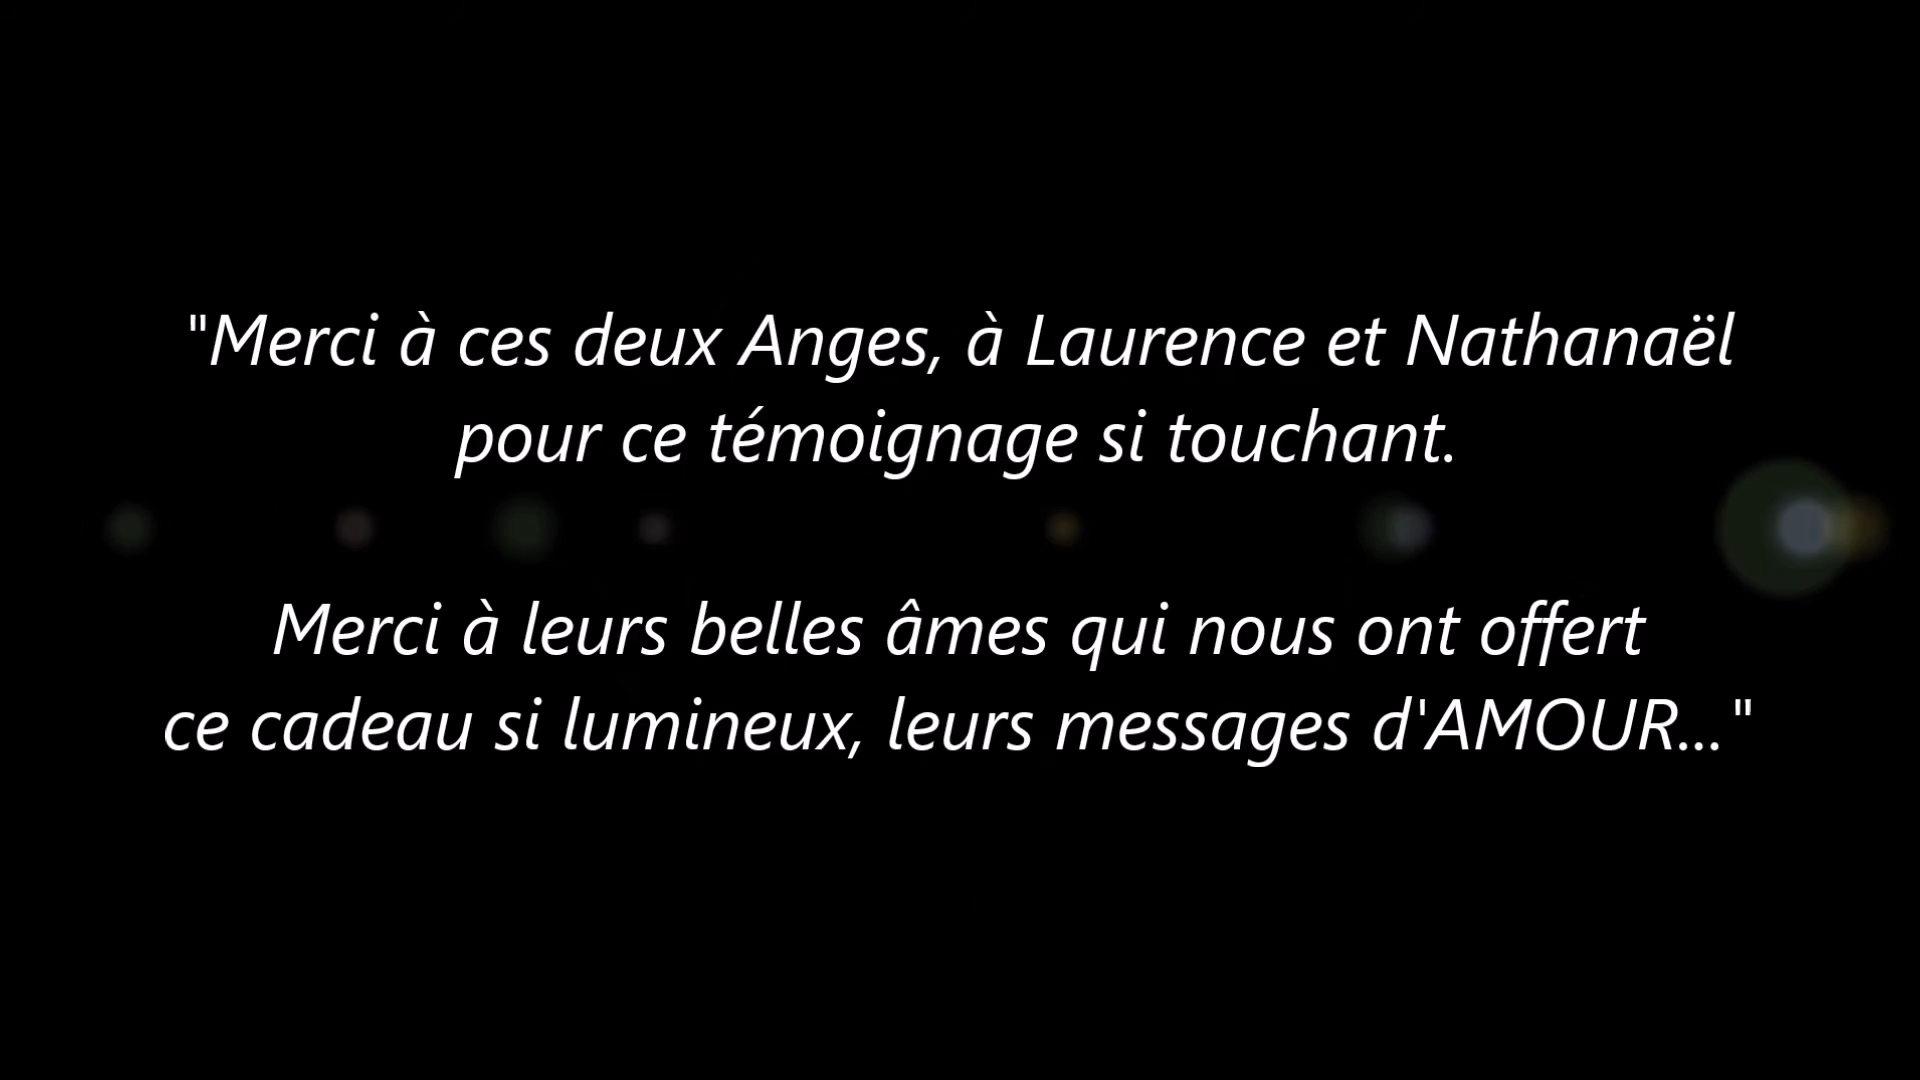 "Merci à ces deux Anges, à Laurence et Nathanaël
pour ce témoignage si touchant.
Merci à leurs belles âmes qui nous ont offert
ce cadeau si lumineux, leurs messages d'AMOUR..."